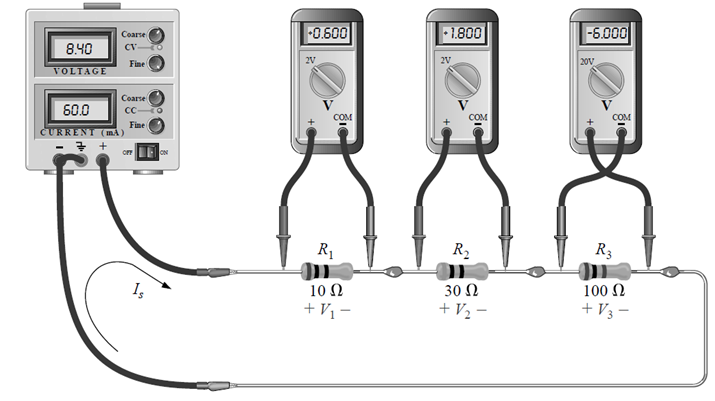 8.40
VOLTAGE
Coarse
CV
Fine
60.0
CURRENT (mA)
Coarse
CC
Fine
− +
OFF ON
+0.600
2V
V
+ COM
−
+1.800
2V
V
+ COM
−
-6.000
20V
V
+ COM
−
Is
R1
10 Ω
+ V1 −
R2
30 Ω
+ V2 −
R3
100 Ω
+ V3 −